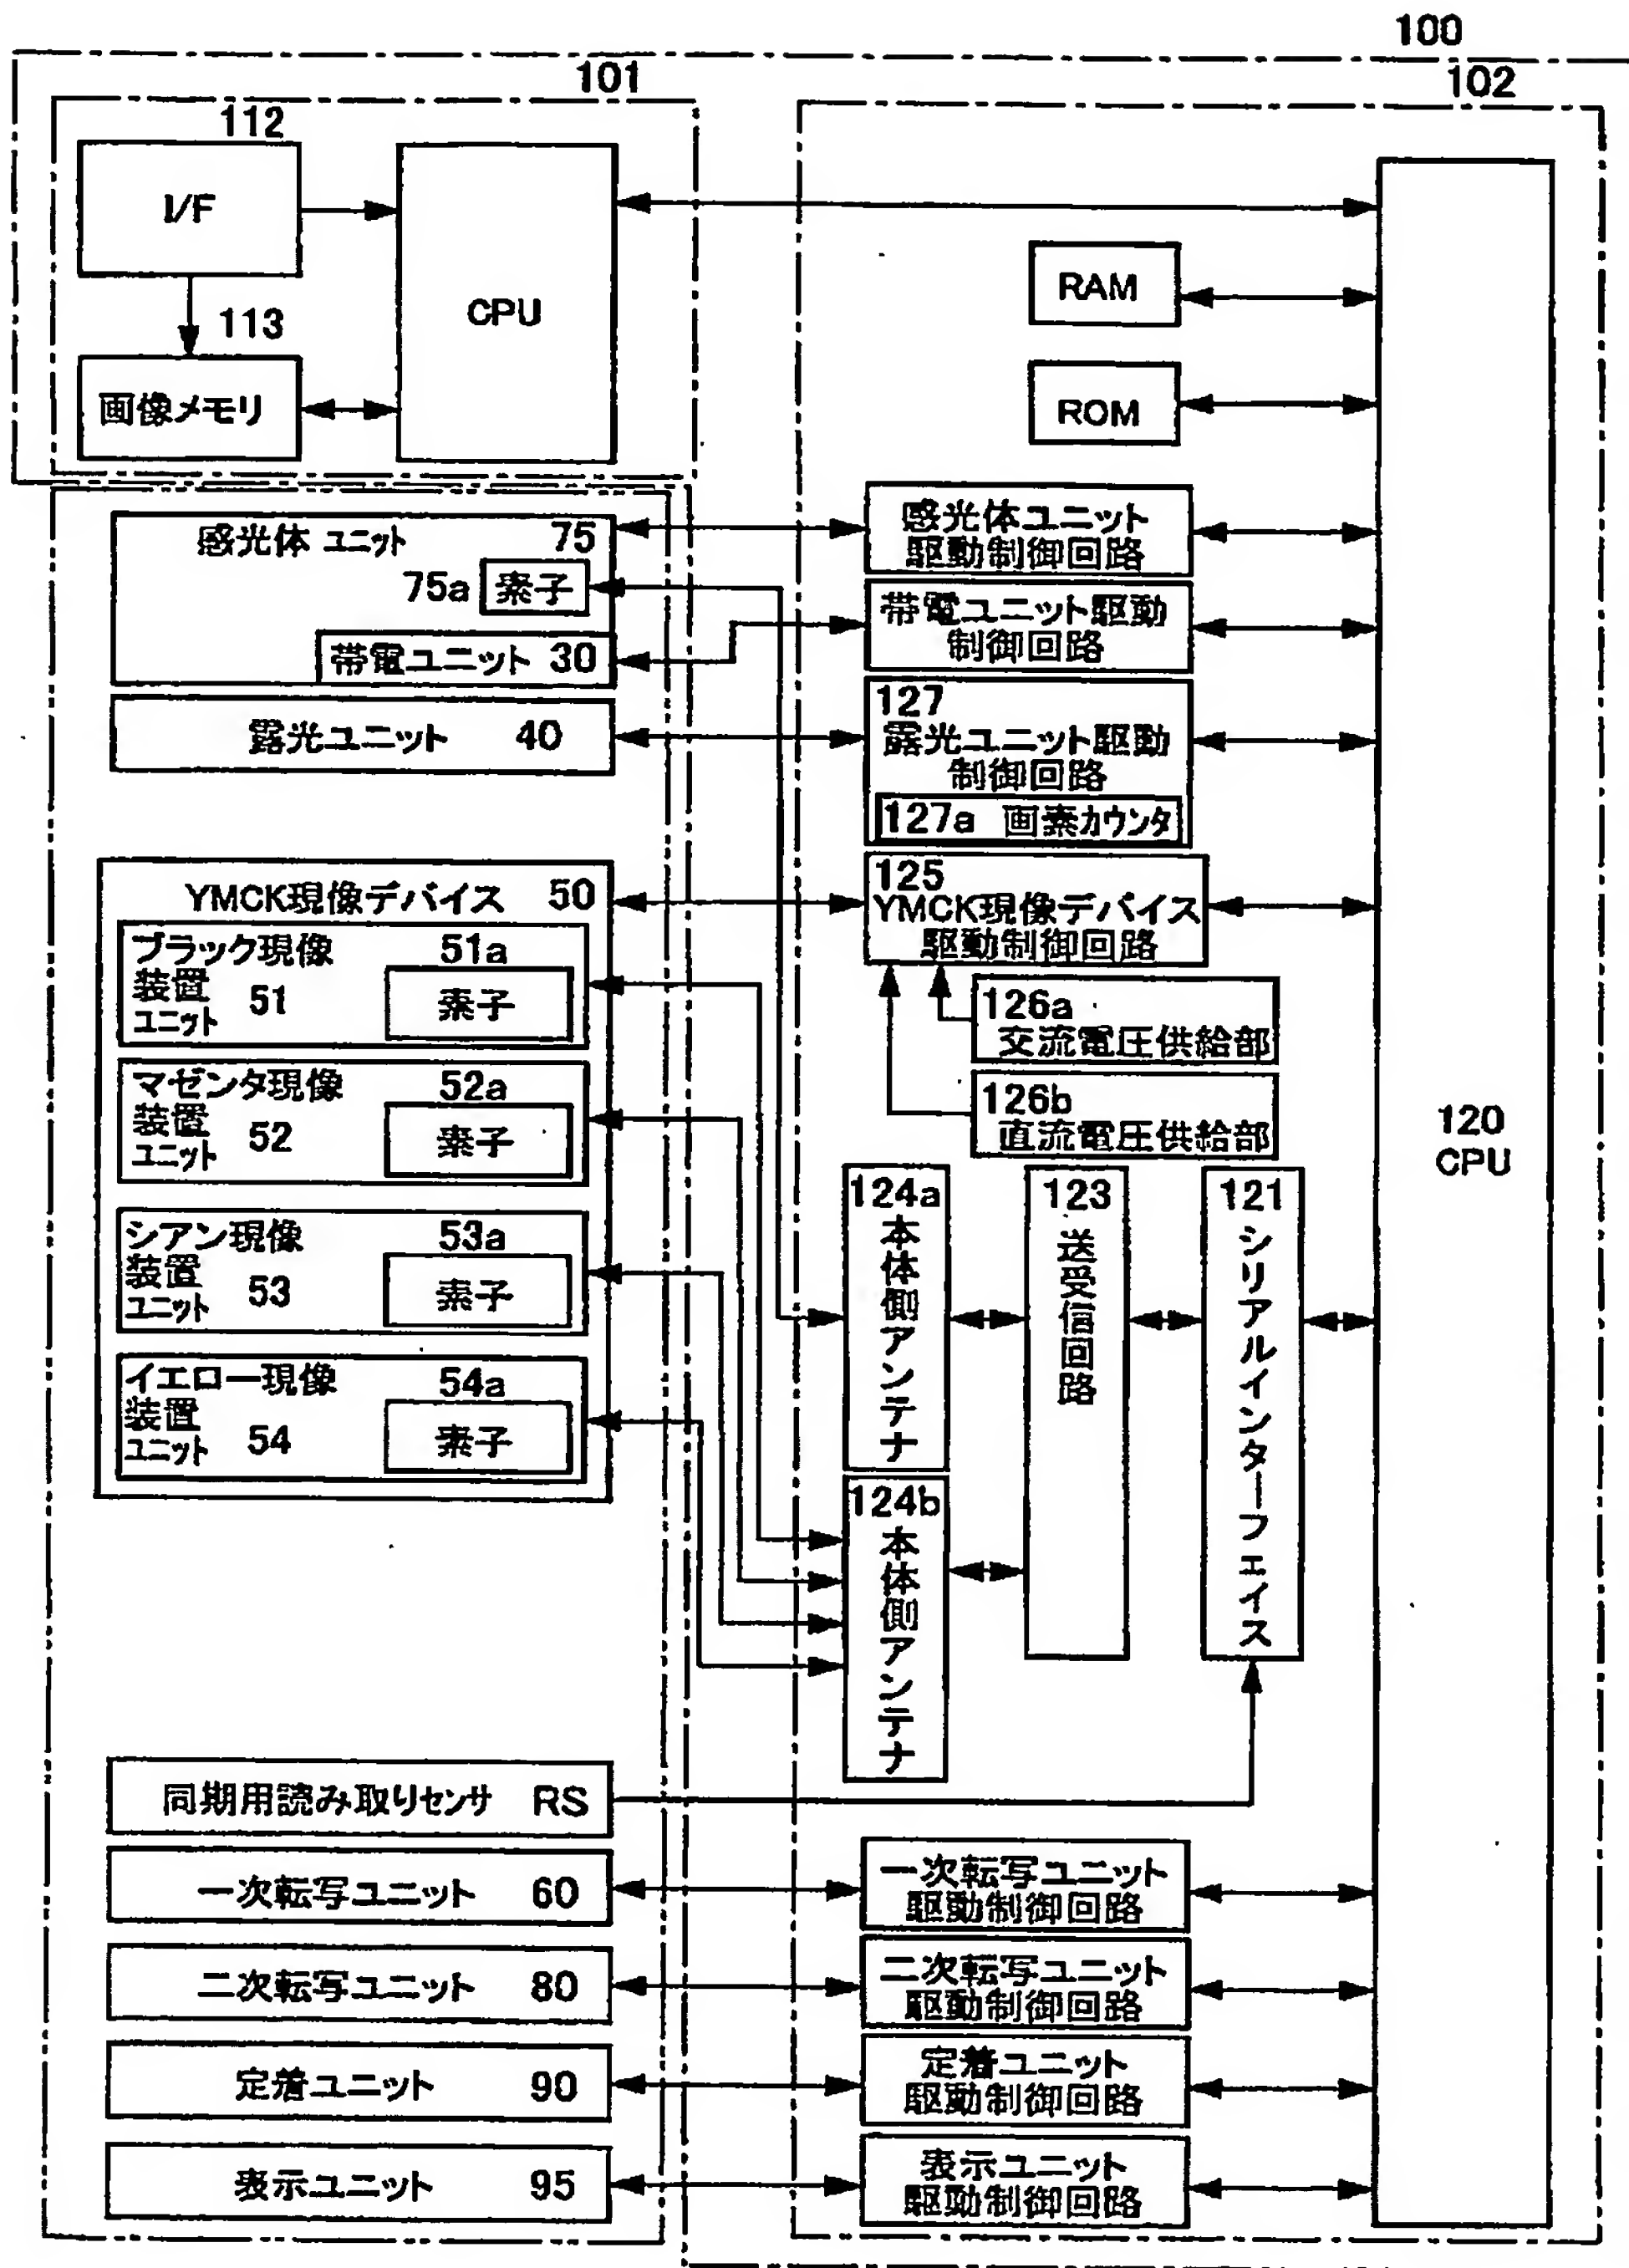 100
101
102
112
I/F
CPU
113
画像メモリ
RAM
ROM
感光体 ユニット 75
75a 素子
帯電ユニット 30
露光ユニット 40
感光体ユニット
駆動制御回路
帯電ユニット駆動
制御回路
127
露光ユニット駆動
制御回路
127a 画素カウンタ
YMCK現像デバイス 50
ブラック現像
装置
ユニット
51
51a
素子
マゼンタ現像
装置
ユニット
52
52a
素子
シアン現像
装置
ユニット
53
53a
素子
イエロー現像
装置
ユニット
54
54a
素子
125
YMCK現像デバイス
駆動制御回路
126a
交流電圧供給部
126b
直流電圧供給部
124a
本体側アンテナ
124b
本体側アンテナ
123
送受信回路
121
シリアルインターフェイス
120
CPU
同期用読み取りセンサ RS
一次転写ユニット 60
二次転写ユニット 80
定着ユニット 90
表示ユニット 95
一次転写ユニット
駆動制御回路
二次転写ユニット
駆動制御回路
定着ユニット
駆動制御回路
表示ユニット
駆動制御回路